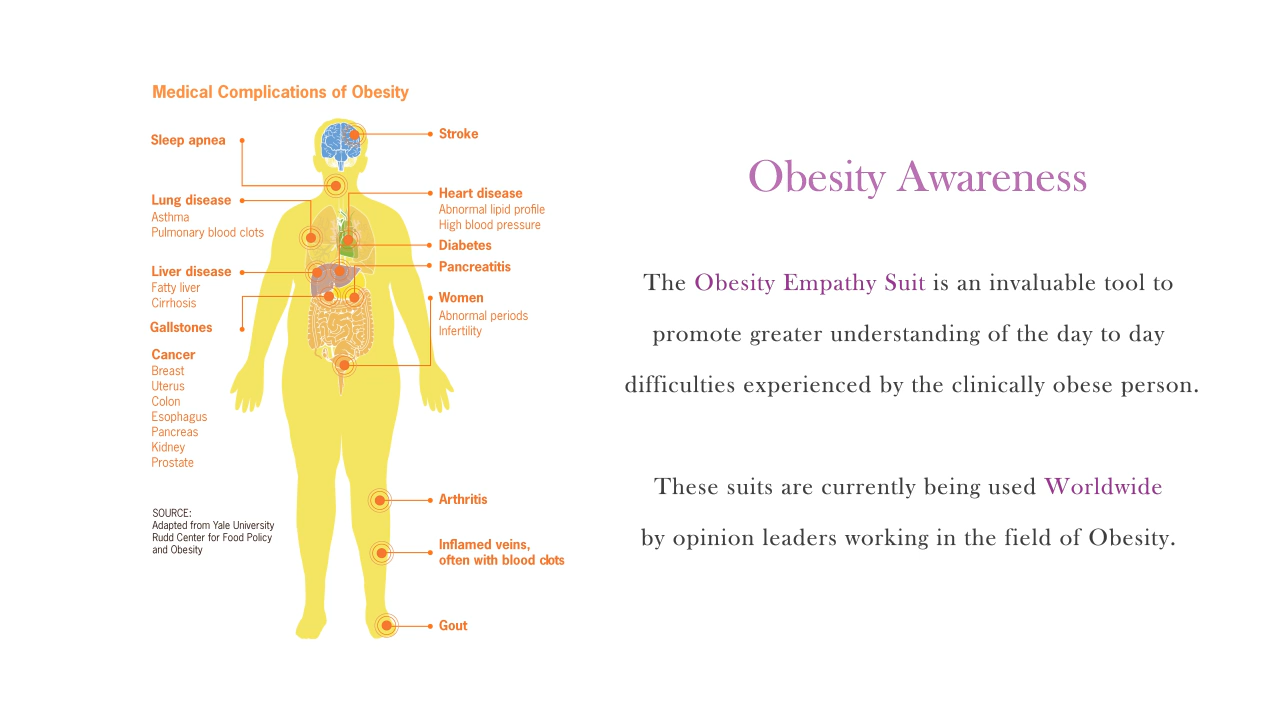 Medical Complications of Obesity
Sleep apnea
Lung disease
Asthma
Pulmonary blood clots
Liver disease
Fatty liver
Cirrhosis
Gallstones
Cancer
Breast
Uterus
Colon
Esophagus
Pancreas
Kidney
Prostate
SOURCE:
Adapted from Yale University
Rudd Center for Food Policy
and Obesity
Stroke
Heart disease
Abnormal lipid profile
High blood pressure
Diabetes
Pancreatitis
Women
Abnormal periods
Infertility
Arthritis
Inflamed veins,
often with blood clots
Gout
Obesity Awareness
The Obesity Empathy Suit is an invaluable tool to
promote greater understanding of the day to day
difficulties experienced by the clinically obese person.
These suits are currently being used Worldwide
by opinion leaders working in the field of Obesity.